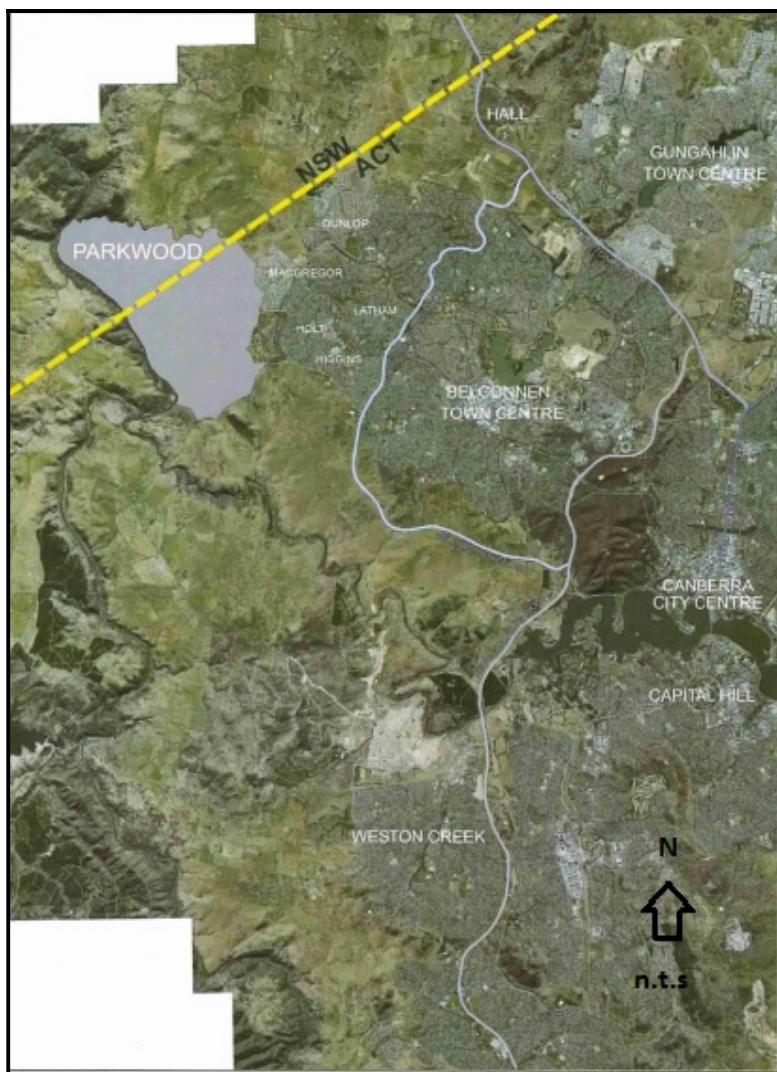 HALL
NSW
ACT
GUNGAHLIN
TOWN CENTRE
DUNLOP
PARKWOOD
MACGREGOR
LATHAM
HOLT
HIGGINS
BELCONNEN
TOWN CENTRE
CANBERRA
CITY CENTRE
CAPITAL HILL
WESTON CREEK
N
n.t.s